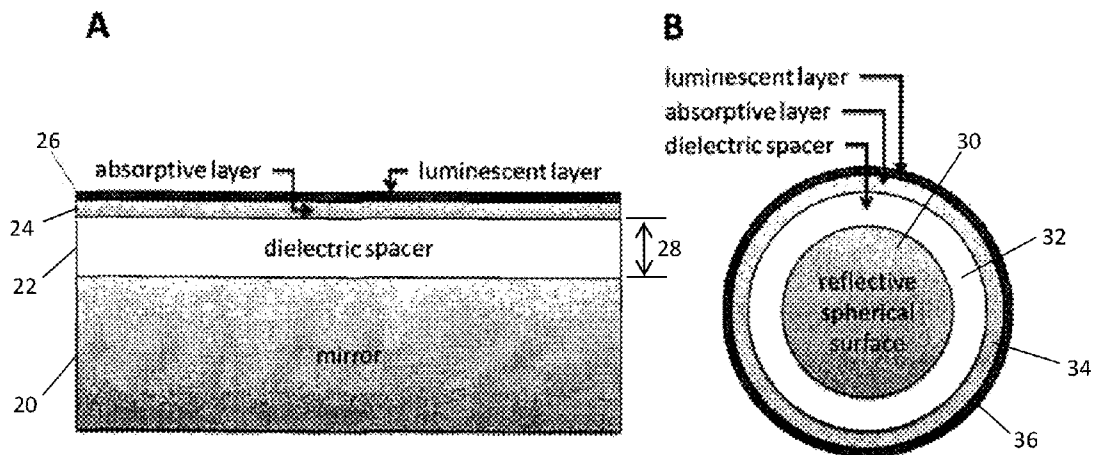 A
B
luminescent layer
absorptive layer
dielectric spacer
30
26
absorptive layer
luminescent layer
24
dielectric spacer
28
32
22
reflective
spherical
surface
mirror
34
20
36